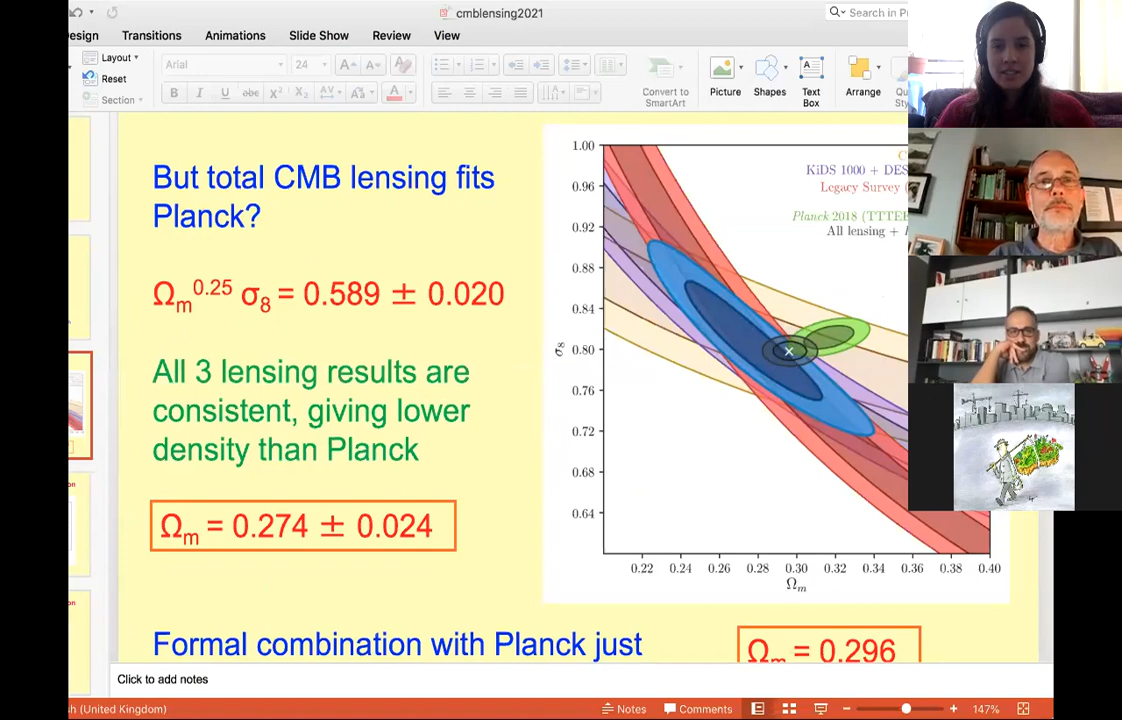 cmblensing2021
Search in
esign Transitions Animations Slide Show Review View
Layout
Reset
Section
Arial 24
Convert to
SmartArt
Picture
Shapes
Text
Box
Arrange
But total CMB lensing fits
Planck?
Ωm^0.25 σ8 = 0.589 ± 0.020
All 3 lensing results are
consistent, giving lower
density than Planck
Ωm = 0.274 ± 0.024
Formal combination with Planck just
Ωm = 0.296
KiDS 1000 + DES
Legacy Survey (
Planck 2018 (TTTEE
All lensing +
1.00
0.96
0.92
0.88
0.84
0.80
0.76
0.72
0.68
0.64
σ8
0.22 0.24 0.26 0.28 0.30 0.32 0.34 0.36 0.38 0.40
Ωm
Click to add notes
h (United Kingdom)
Notes Comments 147%